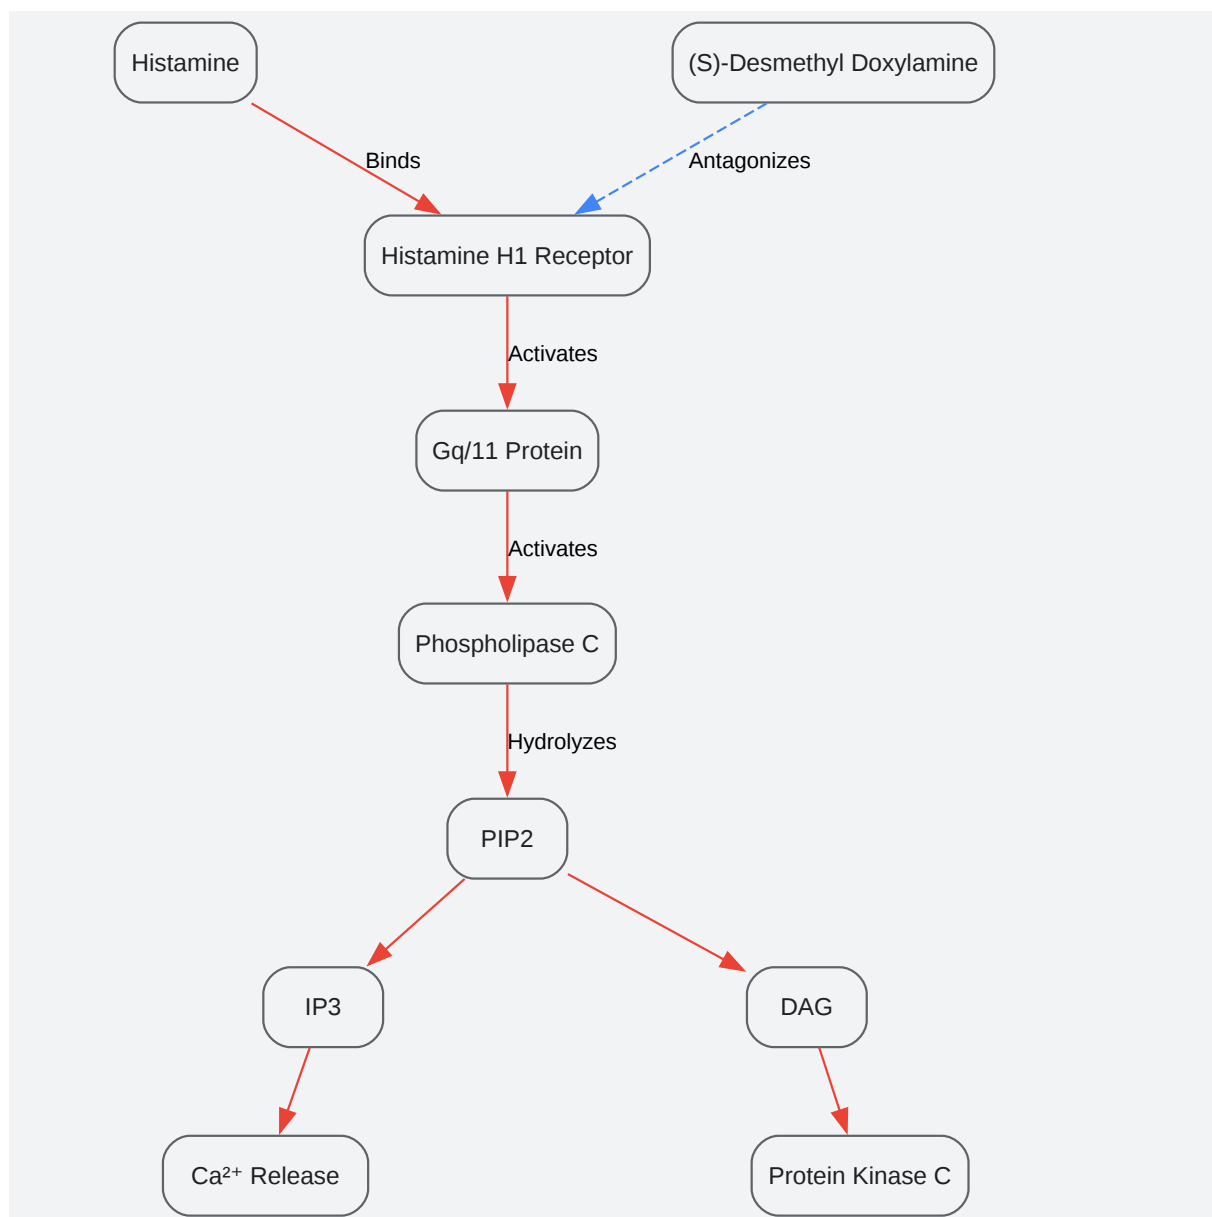 Histamine
(S)-Desmethyl Doxylamine
Binds
Antagonizes
Histamine H1 Receptor
Activates
Gq/11 Protein
Activates
Phospholipase C
Hydrolyzes
PIP2
IP3
DAG
Ca²⁺ Release
Protein Kinase C